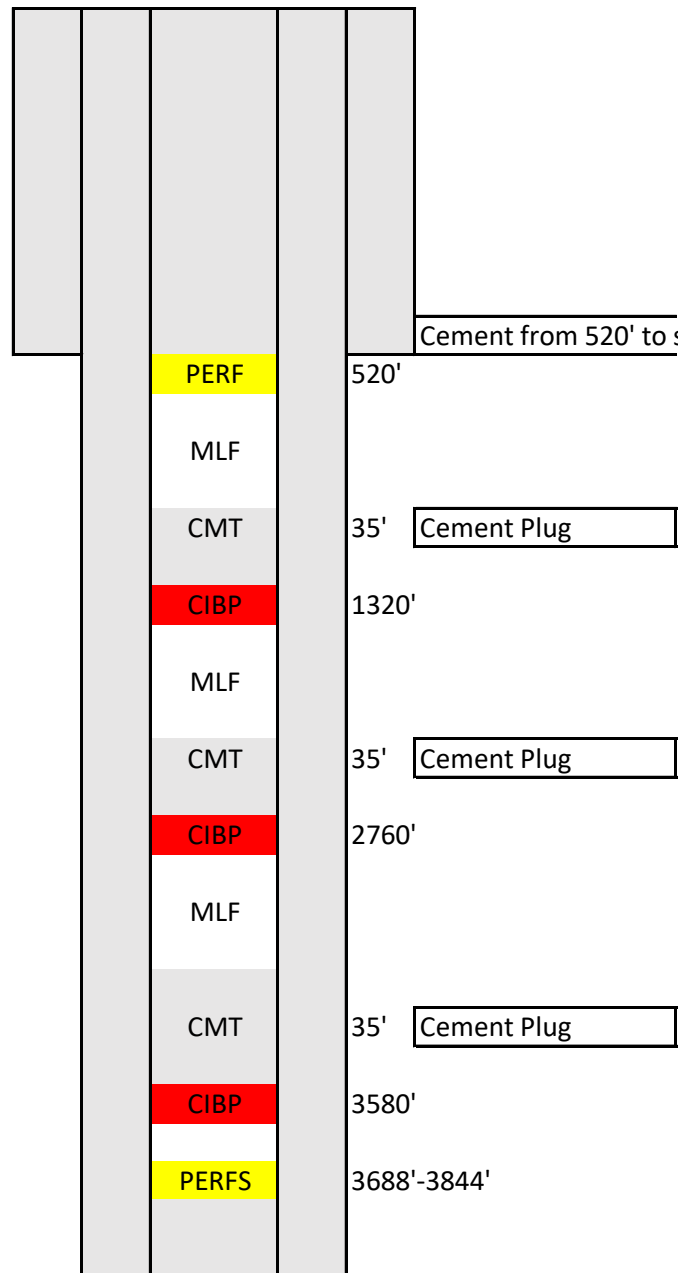 Cement from 520' to
PERF 520'
MLF
CMT 35' Cement Plug
CIBP 1320'
MLF
CMT 35' Cement Plug
CIBP 2760'
MLF
CMT 35' Cement Plug
CIBP 3580'
PERFS 3688'-3844'